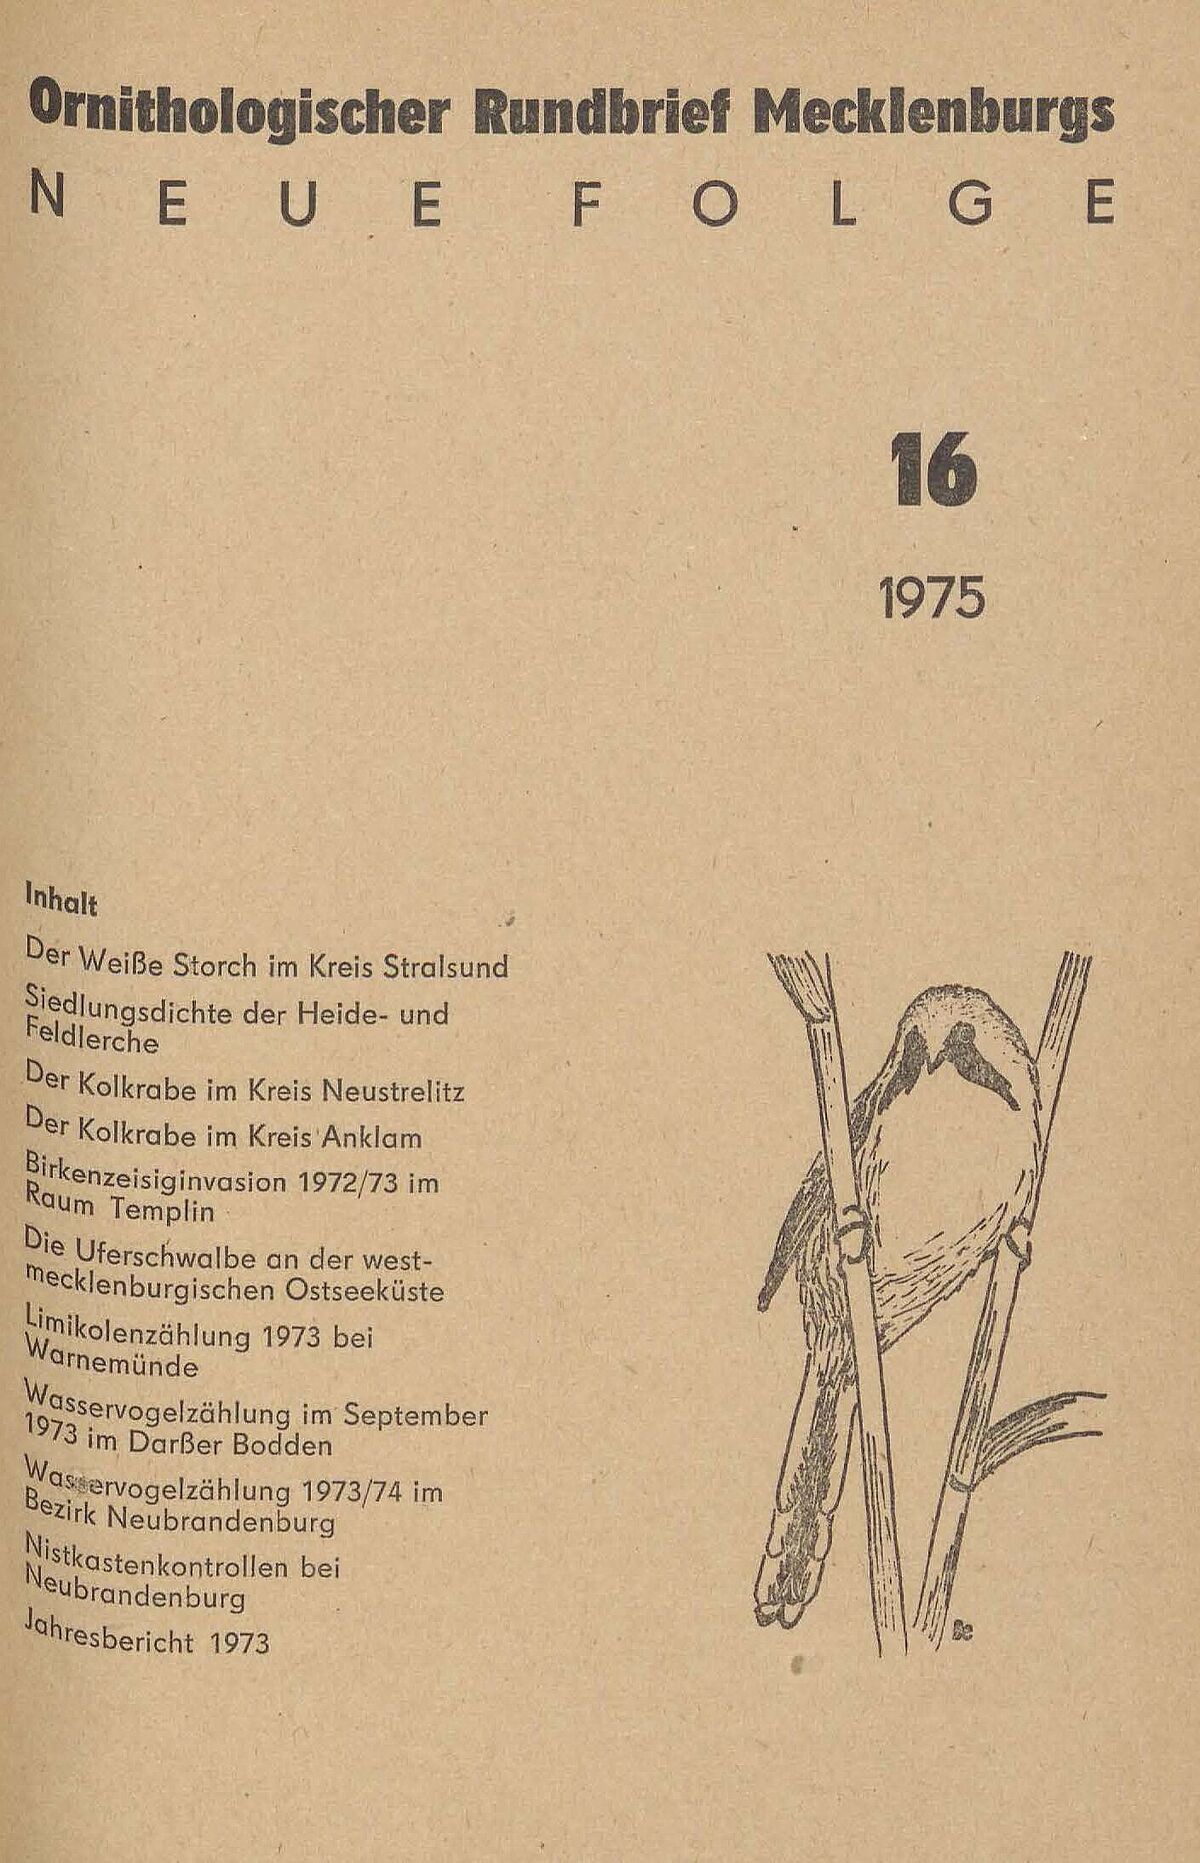 Ornithologischer Rundbrief Mecklenburgs
NEUE FOLGE
16
1975
Inhalt
Der Weiße Storch im Kreis Stralsund
Siedlungsdichte der Heide- und
Feldlerche
Der Kolkrabe im Kreis Neustrelitz
Der Kolkrabe im Kreis Anklam
Birkenzeisiginvasion 1972/73 im
Raum Templin
Die Uferschwalbe an der west-
mecklenburgischen Ostseeküste
Limikolenzählung 1973 bei
Warnemünde
Wasservogelzählung im September
1973 im Darßer Bodden
Wasservogelzählung 1973/74 im
Bezirk Neubrandenburg
Nistkastenkontrollen bei
Neubrandenburg
Jahresbericht 1973